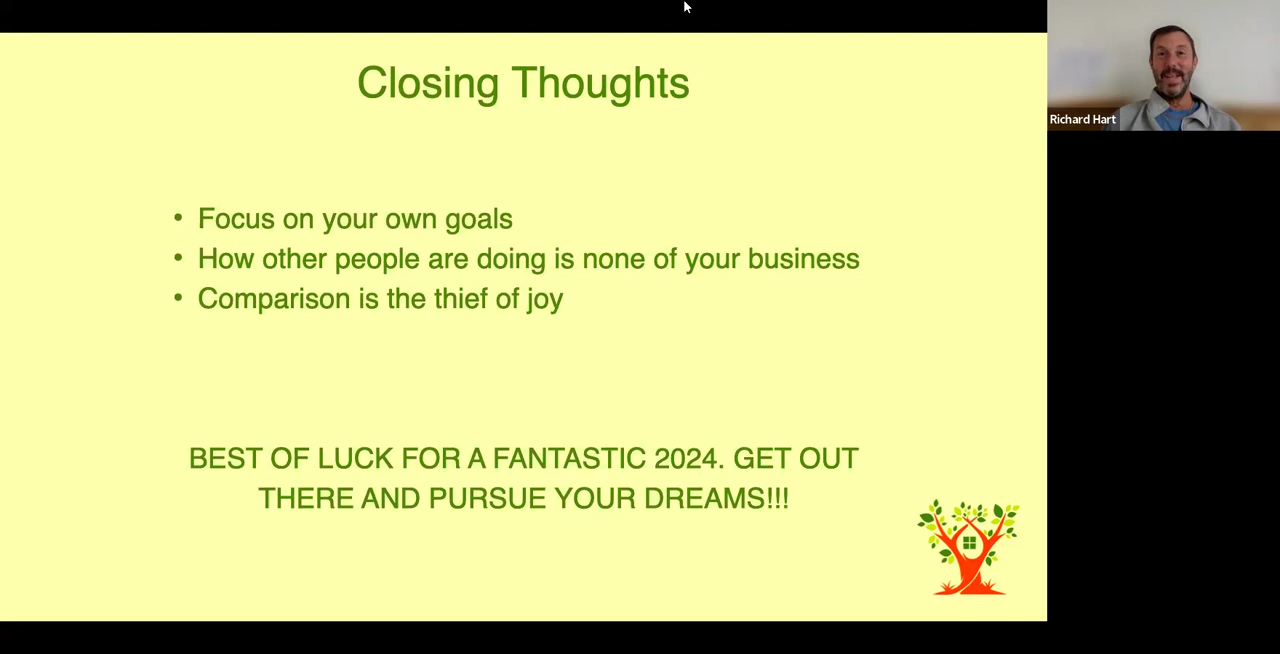 Closing Thoughts
• Focus on your own goals
• How other people are doing is none of your business
• Comparison is the thief of joy
BEST OF LUCK FOR A FANTASTIC 2024. GET OUT
THERE AND PURSUE YOUR DREAMS!!!
Richard Hart